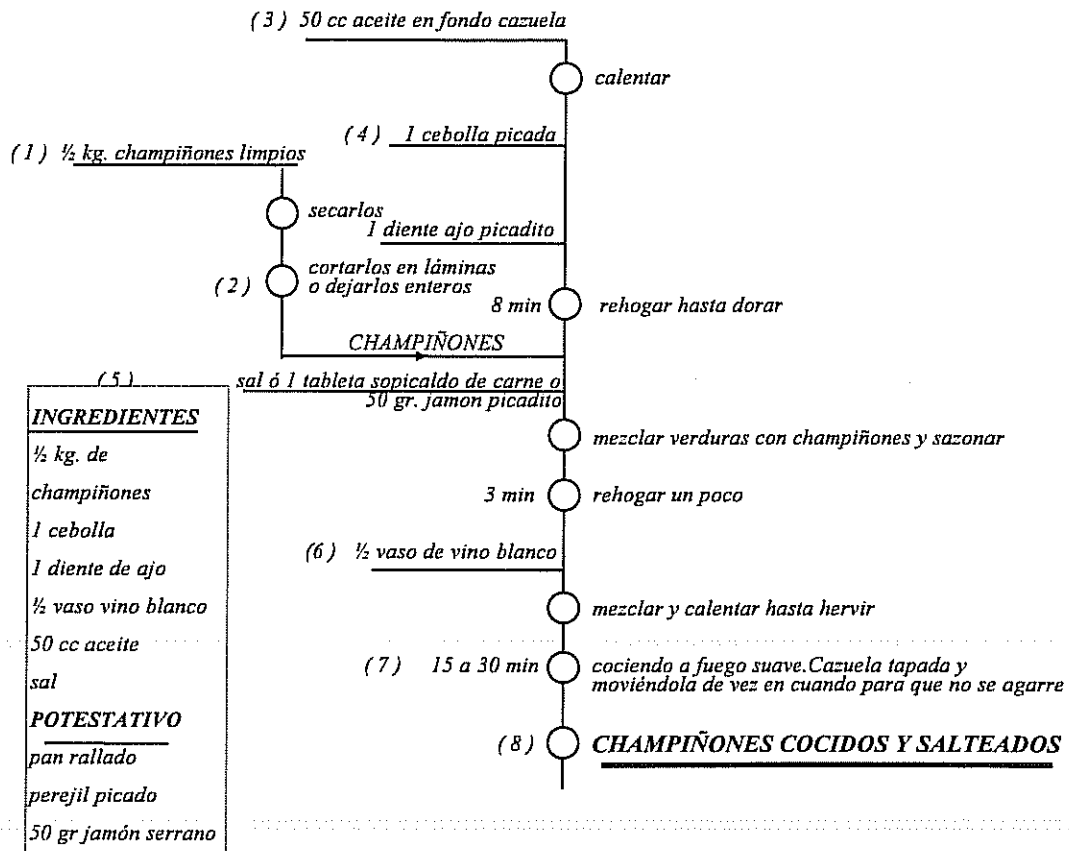 (3) 50 cc aceite en fondo cazuela
calentar
(4) 1 cebolla picada
(1) ½ kg. champiñones limpios
secarlos
1 diente ajo picadito
(2) cortarlos en láminas
o dejarlos enteros
8 min rehogar hasta dorar
CHAMPIÑONES
(5) sal ó 1 tableta sopicaldo de carne o
50 gr. jamon picadito
mezclar verduras con champiñones y sazonar
3 min rehogar un poco
(6) ½ vaso de vino blanco
mezclar y calentar hasta hervir
(7) 15 a 30 min cociendo a fuego suave.Cazuela tapada y
moviéndola de vez en cuando para que no se agarre
(8) CHAMPIÑONES COCIDOS Y SALTEADOS
INGREDIENTES
½ kg. de
champiñones
1 cebolla
1 diente de ajo
½ vaso vino blanco
50 cc aceite
sal
POTESTATIVO
pan rallado
perejil picado
50 gr jamón serrano